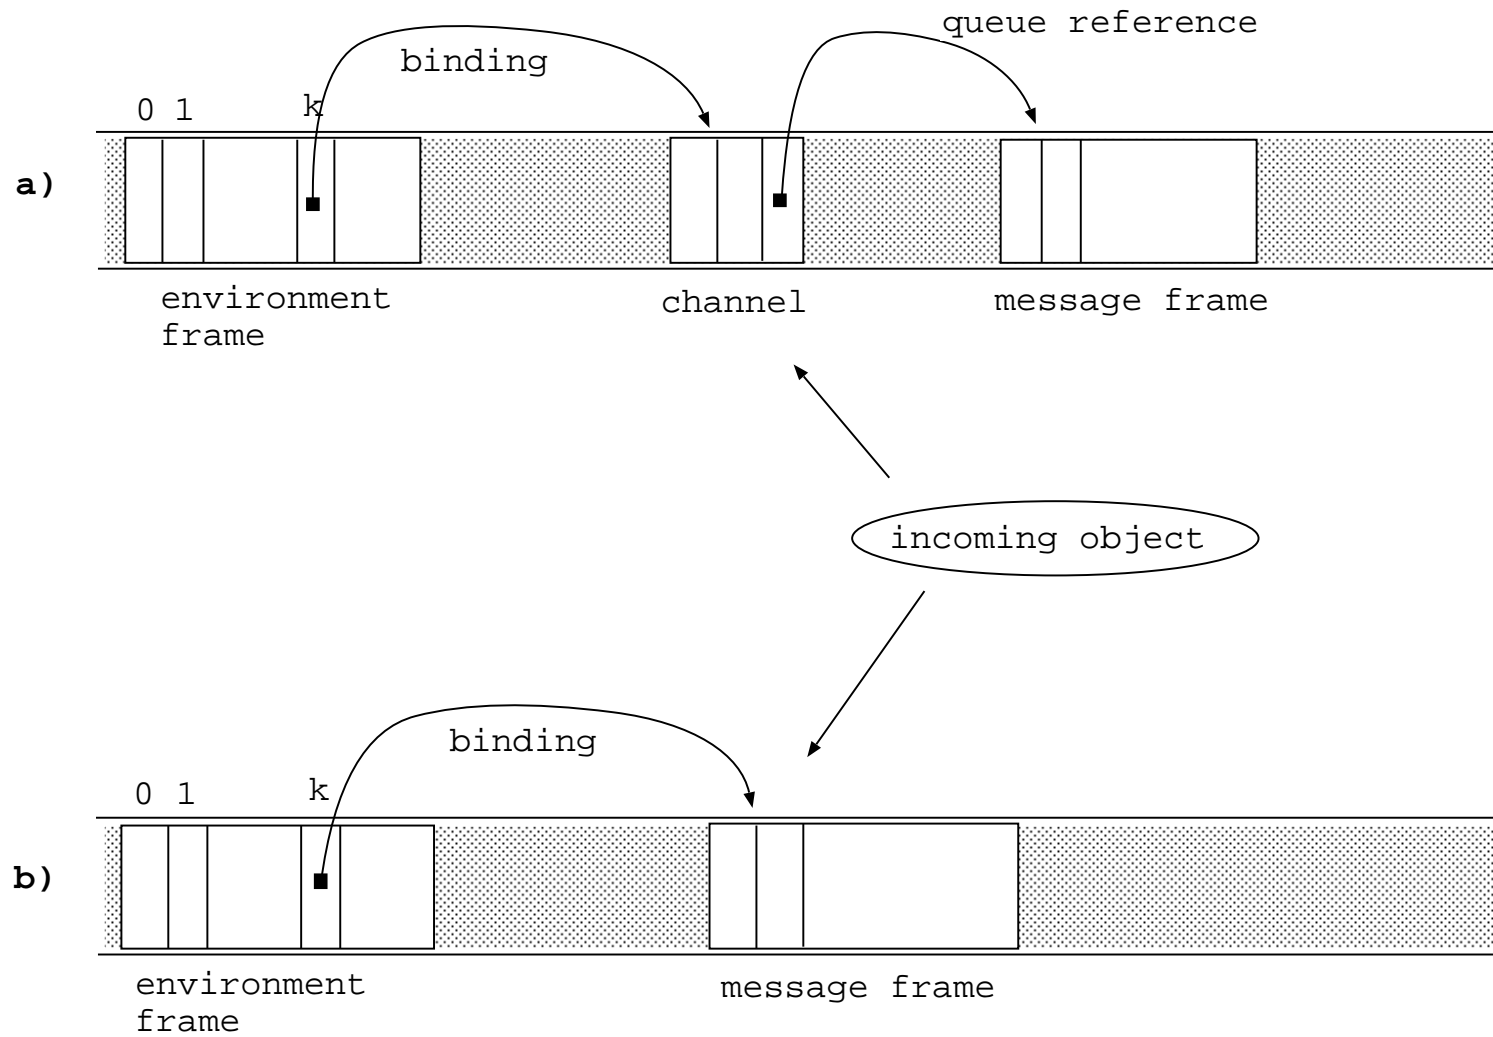 queue reference
binding
0 1 k
a)
environment
frame
channel
message frame
incoming object
binding
0 1 k
b)
environment
frame
message frame